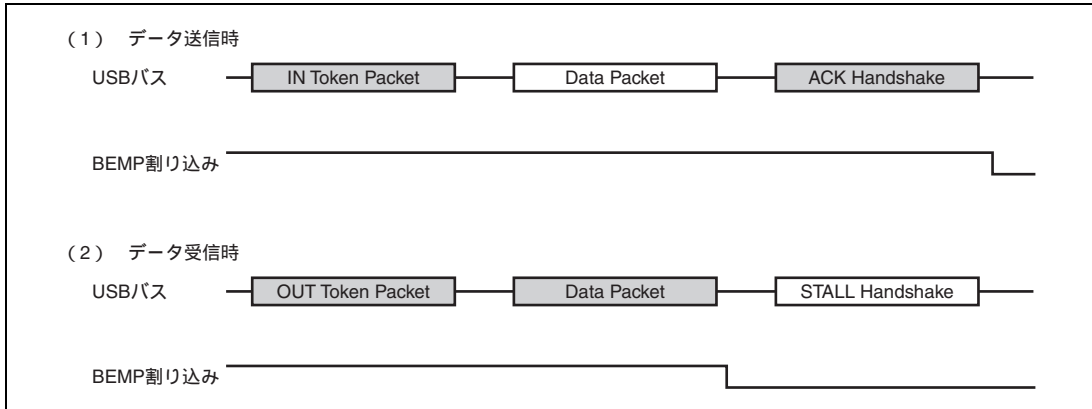 (1) データ送信時
USBバス IN Token Packet Data Packet ACK Handshake
BEMP割り込み
(2) データ受信時
USBバス OUT Token Packet Data Packet STALL Handshake
BEMP割り込み